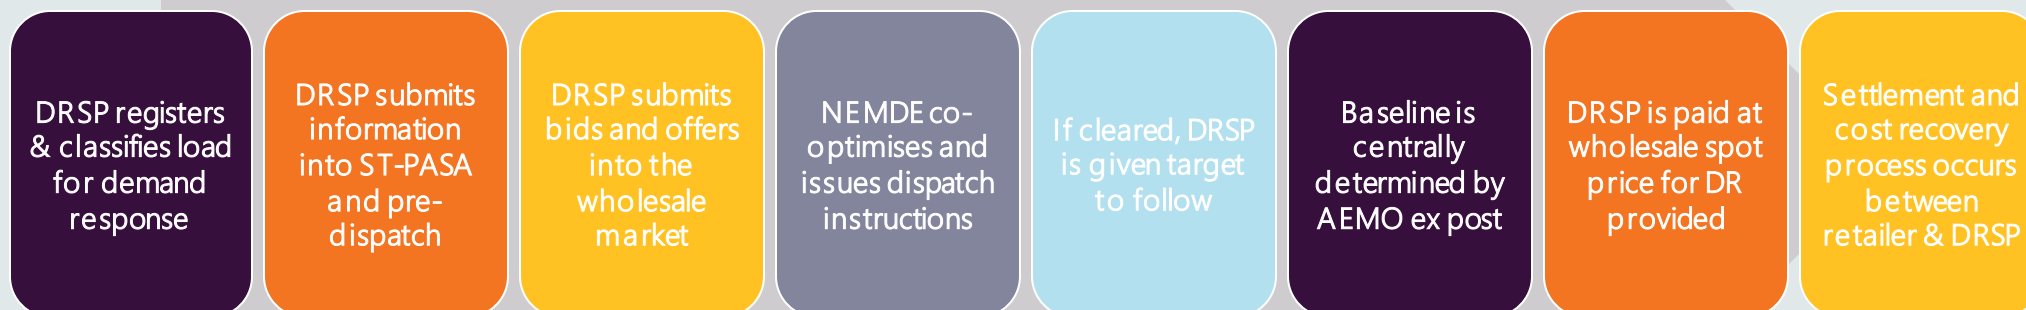 DRSP registers
& classifies load
for demand
response
DRSP submits
information
into ST-PASA
and pre-
dispatch
DRSP submits
bids and offers
into the
wholesale
market
NEMDE co-
optimises and
issues dispatch
instructions
If cleared, DRSP
is given target
to follow
Baseline is
centrally
determined by
AEMO ex post
DRSP is paid at
wholesale spot
price for DR
provided
Settlement and
cost recovery
process occurs
between
retailer & DRSP